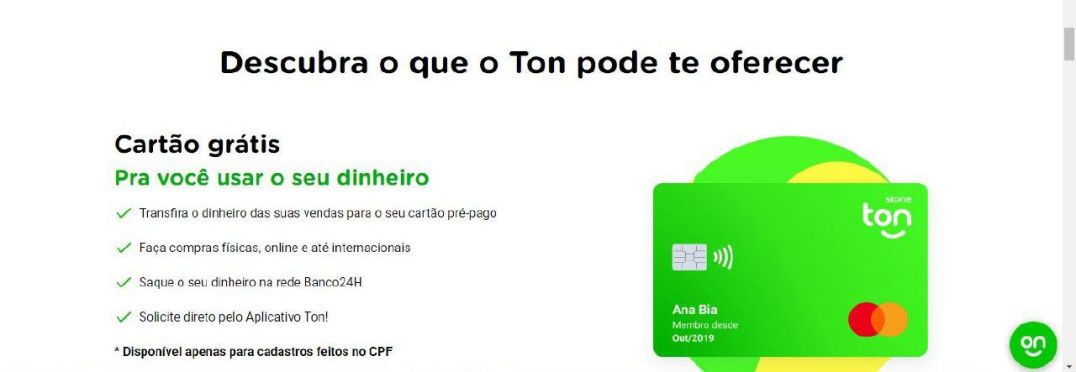 Descubra o que o Ton pode te oferecer
Cartão grátis
Pra você usar o seu dinheiro
Transfira o dinheiro das suas vendas para o seu cartão pré-pago
Faça compras físicas, online e até internacionais
Saque o seu dinheiro na rede Banco24H
Solicite direto pelo Aplicativo Ton!
* Disponível apenas para cadastros feitos no CPF
stone
ton
Ana Bia
Membro desde
Out/2019
on